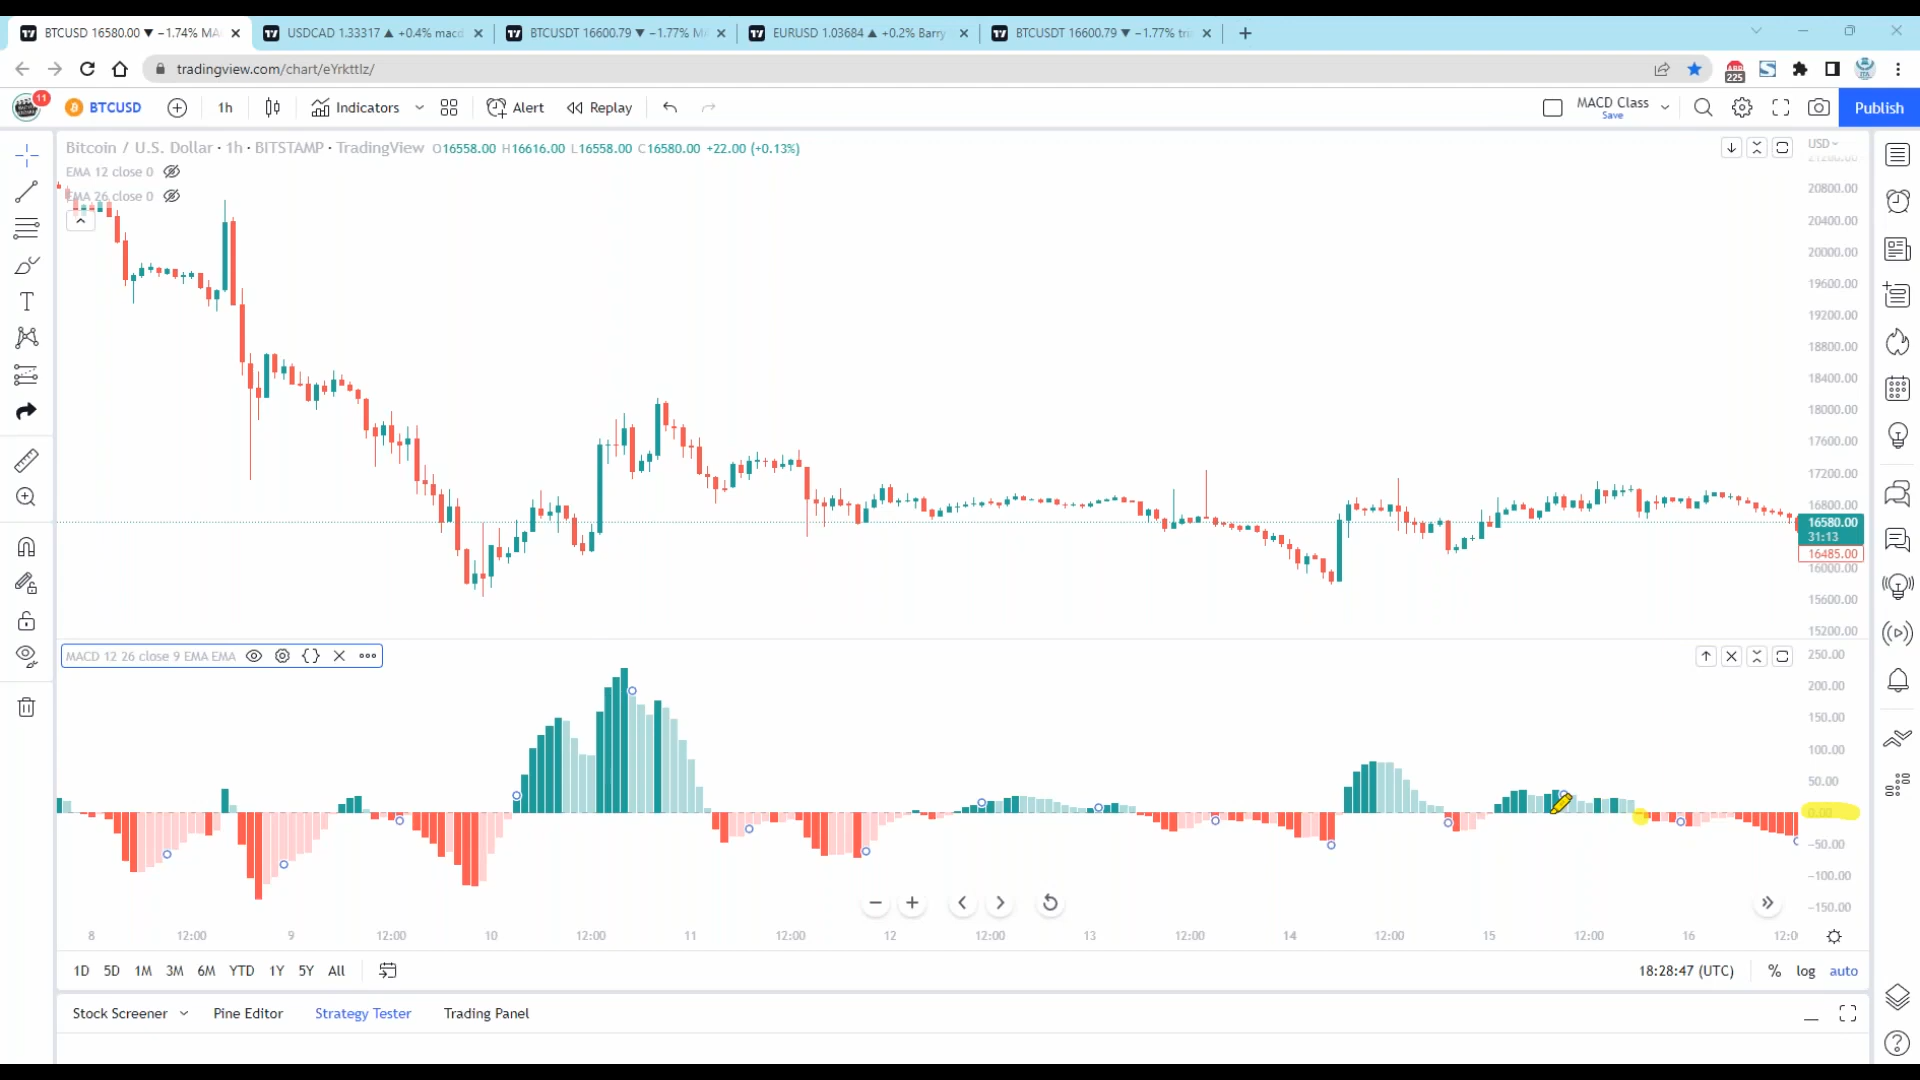 BTCUSD 16580.00 ▼ −1.74% MA
USDCAD 1.33317 ▲ +0.4% macd
BTCUSDT 16600.79 ▼ −1.77% M
EURUSD 1.03684 ▲ +0.2% Barry
BTCUSDT 16600.79 ▼ −1.77% tr
tradingview.com/chart/eYrkttlz/
225
11
BTCUSD
1h
Indicators
Alert
Replay
MACD Class
Save
Publish
Bitcoin / U.S. Dollar · 1h · BITSTAMP · TradingView O16558.00 H16616.00 L16558.00 C16580.00 +22.00 (+0.13%)
EMA 12 close 0
EMA 26 close 0
USD
21200.00
20800.00
20400.00
20000.00
19600.00
19200.00
18800.00
18400.00
18000.00
17600.00
17200.00
16800.00
16580.00
31:13
16485.00
16000.00
15600.00
15200.00
MACD 12 26 close 9 EMA EMA
250.00
200.00
150.00
100.00
50.00
0.00
−50.00
−100.00
−150.00
8 12:00 9 12:00 10 12:00 11 12:00 12 12:00 13 12:00 14 12:00 15 12:00 16 12:0
1D 5D 1M 3M 6M YTD 1Y 5Y All
18:28:47 (UTC) % log auto
Stock Screener Pine Editor Strategy Tester Trading Panel